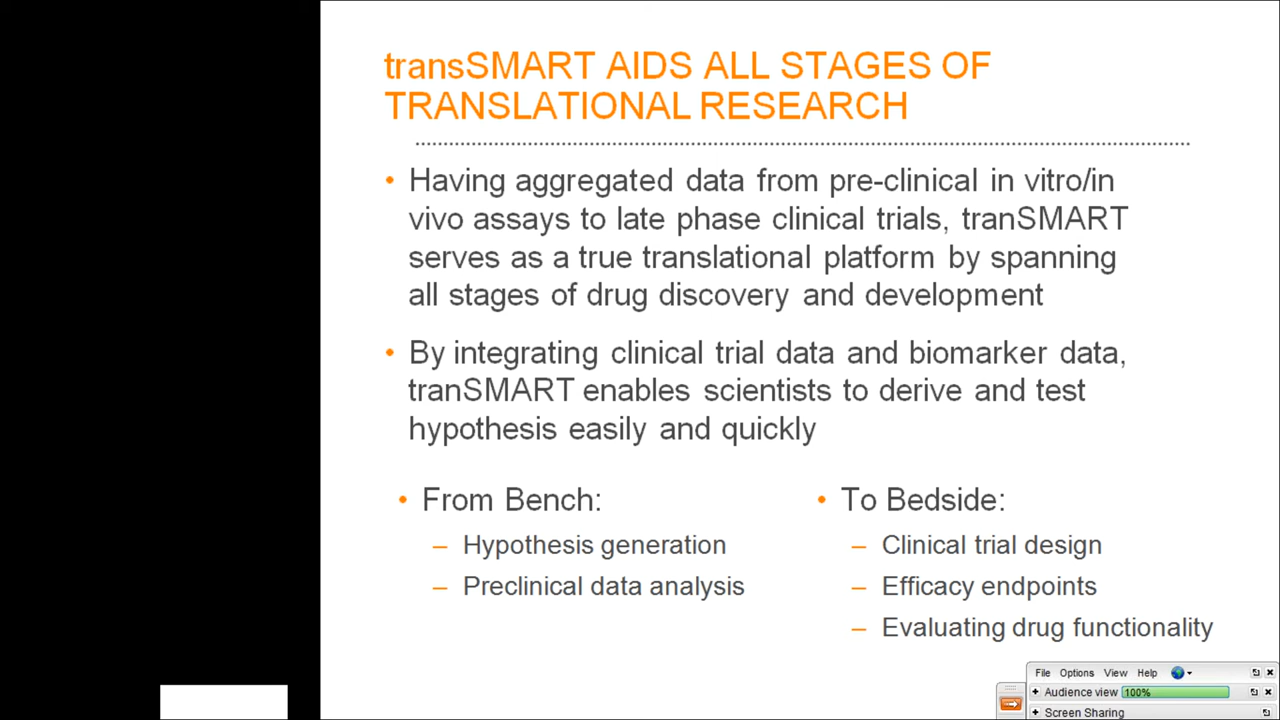 transSMART AIDS ALL STAGES OF
TRANSLATIONAL RESEARCH
• Having aggregated data from pre-clinical in vitro/in
vivo assays to late phase clinical trials, tranSMART
serves as a true translational platform by spanning
all stages of drug discovery and development
• By integrating clinical trial data and biomarker data,
tranSMART enables scientists to derive and test
hypothesis easily and quickly
• From Bench:
– Hypothesis generation
– Preclinical data analysis
• To Bedside:
– Clinical trial design
– Efficacy endpoints
– Evaluating drug functionality
File Options View Help
Audience view 100%
Screen Sharing